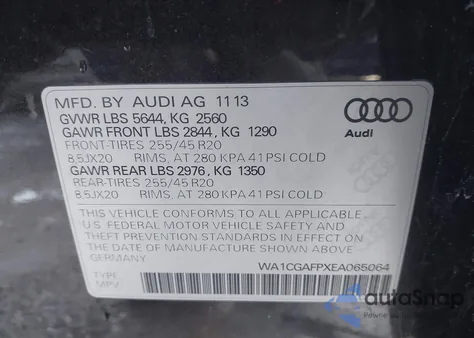 MFD. BY AUDI AG 11 13
GVWR LBS 5644, KG 2560
GAWR FRONT LBS 2844, KG 1290
FRONT-TIRES 255/45 R20
8.5JX20 RIMS, AT 280 KPA 41 PSI COLD
GAWR REAR LBS 2976, KG 1350
REAR-TIRES 255/45 R20
8.5JX20 RIMS, AT 280 KPA 41 PSI COLD
THIS VEHICLE CONFORMS TO ALL APPLICABLE
U.S. FEDERAL MOTOR VEHICLE SAFETY AND
THEFT PREVENTION STANDARDS IN EFFECT ON
THE DATE OF MANUFACTURE SHOWN ABOVE
GERMANY
WA1CGAFPXEA065064
TYPE:
MPV
Audi
autoSnap